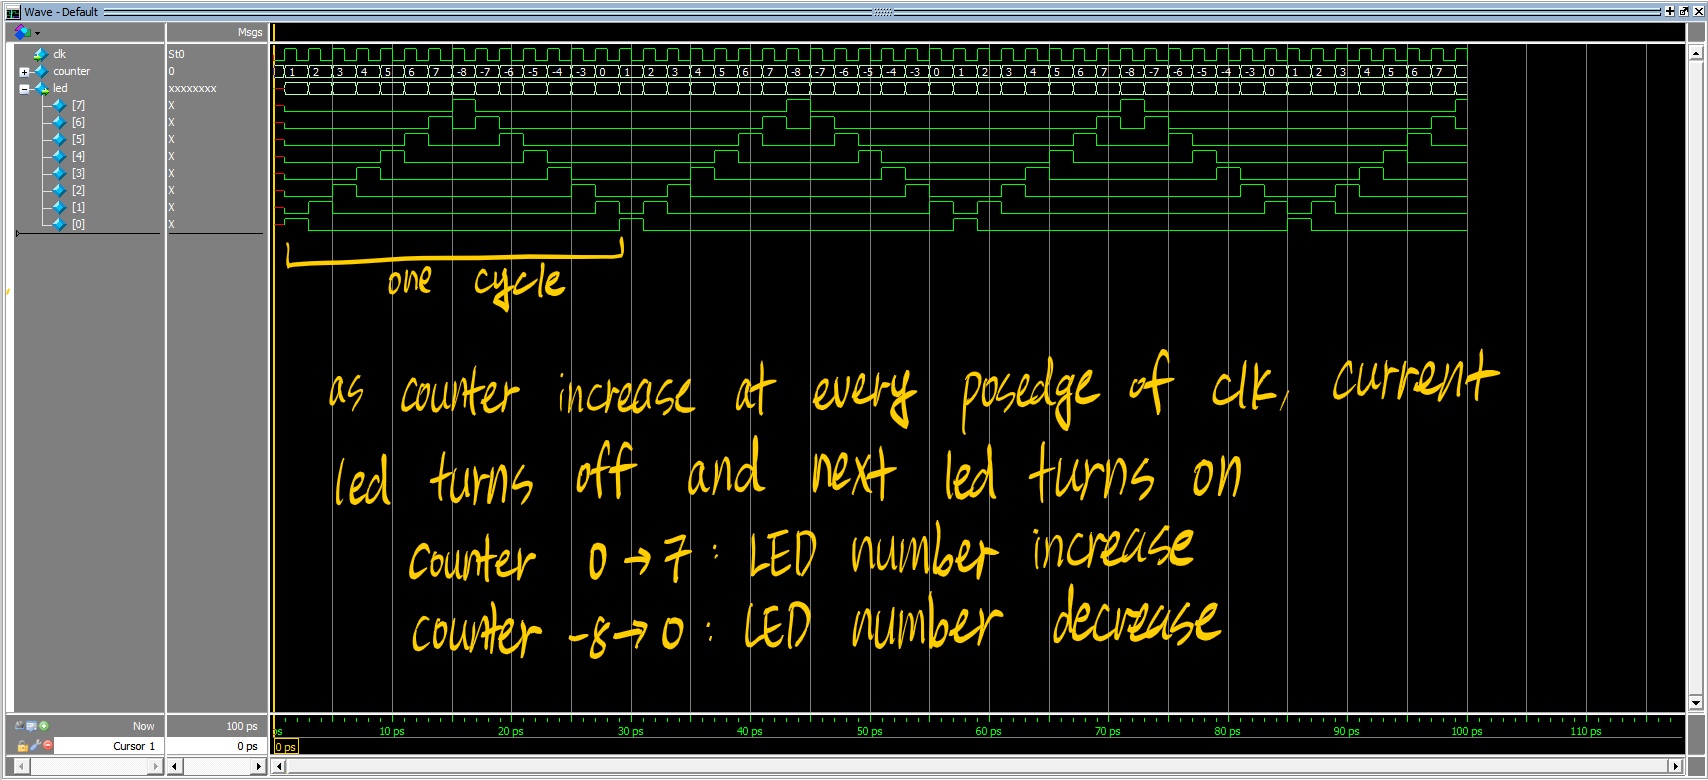 Wave - Default
Msgs
clk St0
counter 0
led xxxxxxxx
[7] X
[6] X
[5] X
[4] X
[3] X
[2] X
[1] X
[0] X
1 2 3 4 5 6 7 -8 -7 -6 -5 -4 -3 0 1 2 3 4 5 6 7 -8 -7 -6 -5 -4 -3 0 1 2 3 4 5 6 7 -8 -7 -6 -5 -4 -3 0 1 2 3 4 5 6 7
one cycle
as counter increase at every posedge of clk, current
led turns off and next led turns on
counter 0→7 : LED number increase
counter -8→0 : LED number decrease
Now 100 ps
Cursor 1 0 ps
ps 10 ps 20 ps 30 ps 40 ps 50 ps 60 ps 70 ps 80 ps 90 ps 100 ps 110 ps
0 ps